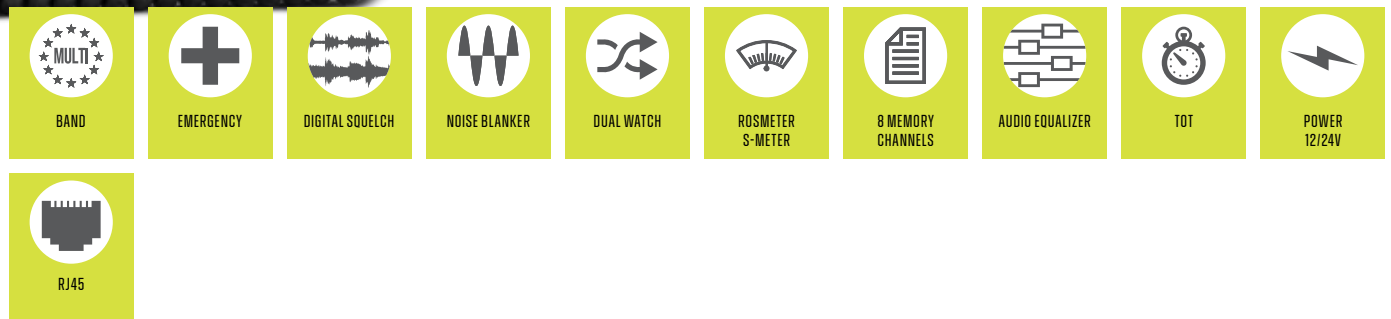 MULTI
BAND
EMERGENCY
DIGITAL SQUELCH
NOISE BLANKER
DUAL WATCH
ROSMETER
S-METER
8 MEMORY
CHANNELS
AUDIO EQUALIZER
TOT
POWER
12/24V
RJ45